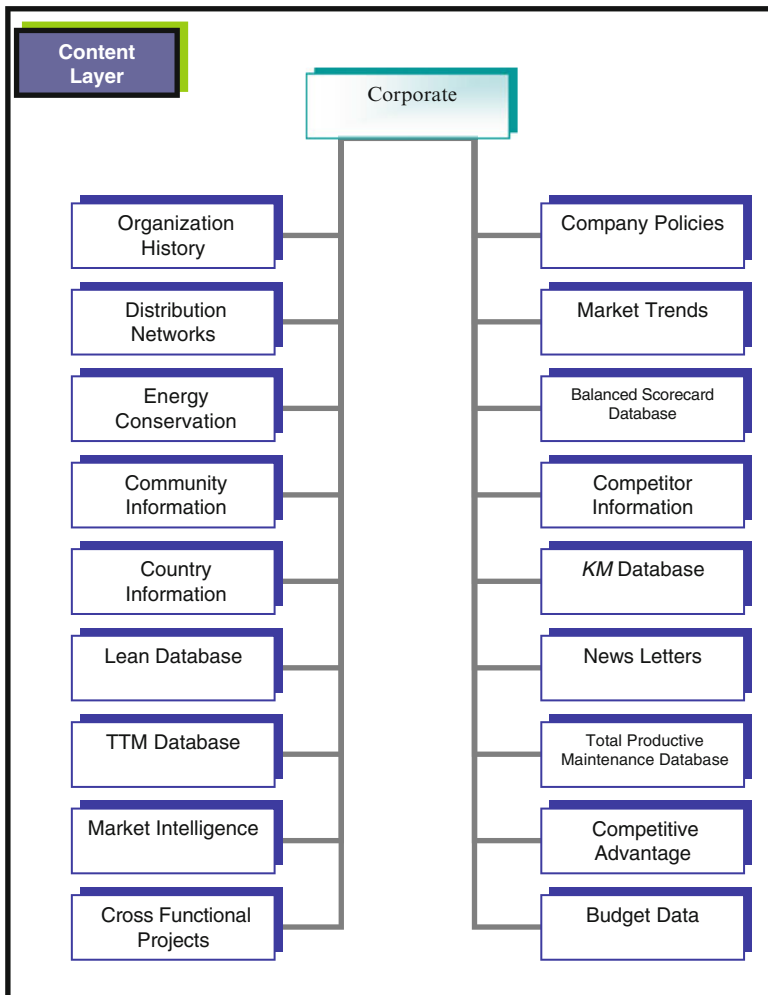 Content
Layer
Corporate
Organization
History
Distribution
Networks
Energy
Conservation
Community
Information
Country
Information
Lean Database
TTM Database
Market Intelligence
Cross Functional
Projects
Company Policies
Market Trends
Balanced Scorecard
Database
Competitor
Information
KM Database
News Letters
Total Productive
Maintenance Database
Competitive
Advantage
Budget Data